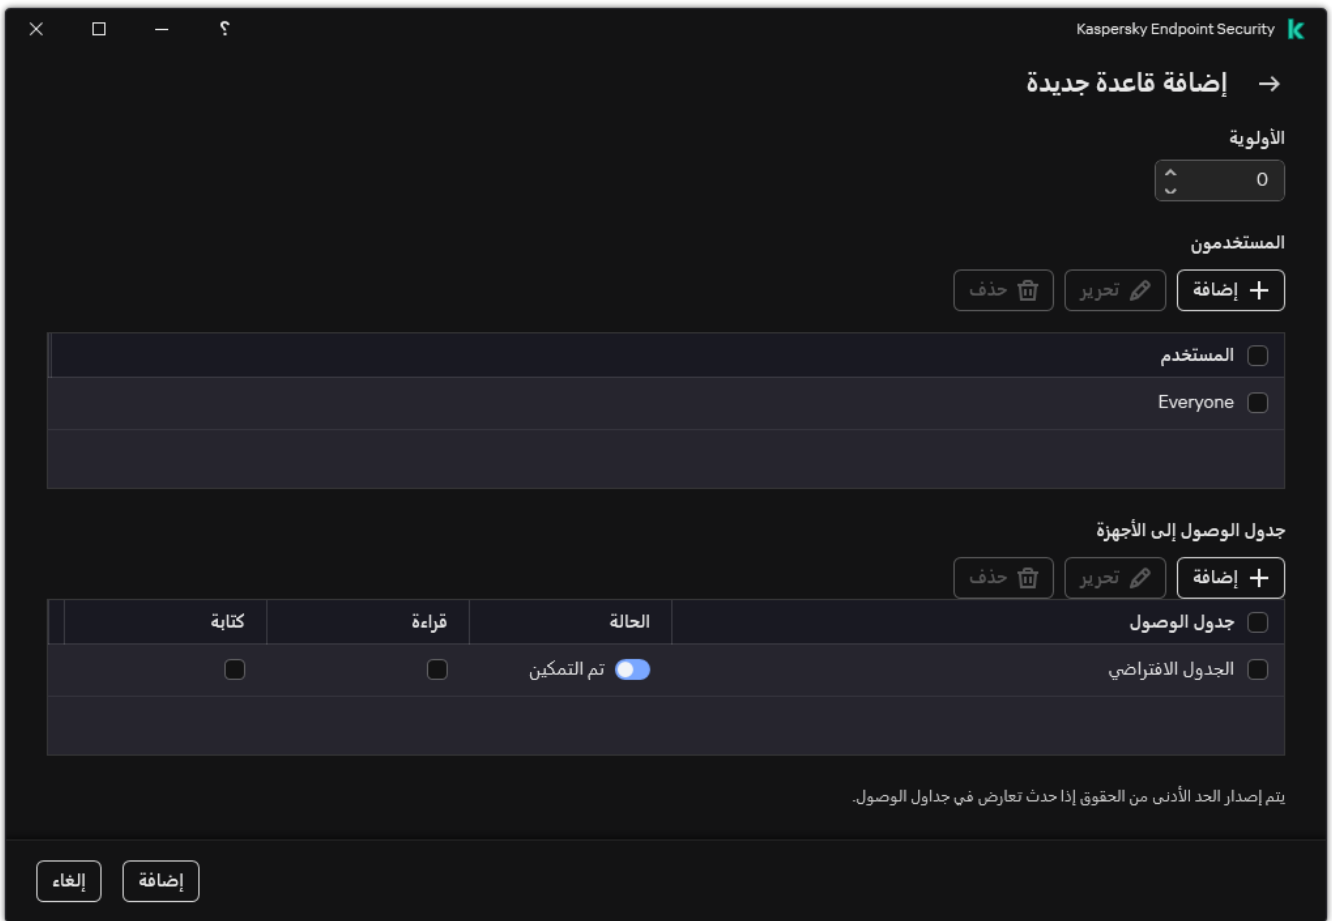 Kaspersky Endpoint Security ؟
إضافة قاعدة جديدة
الأولوية
0
المستخدمون
إضافة تحرير حذف
المستخدم
Everyone
جدول الوصول إلى الأجهزة
إضافة تحرير حذف
جدول الوصول الحالة قراءة كتابة
الجدول الافتراضي تم التمكين
يتم إصدار الحد الأدنى من الحقوق إذا حدث تعارض في جداول الوصول.
إضافة إلغاء